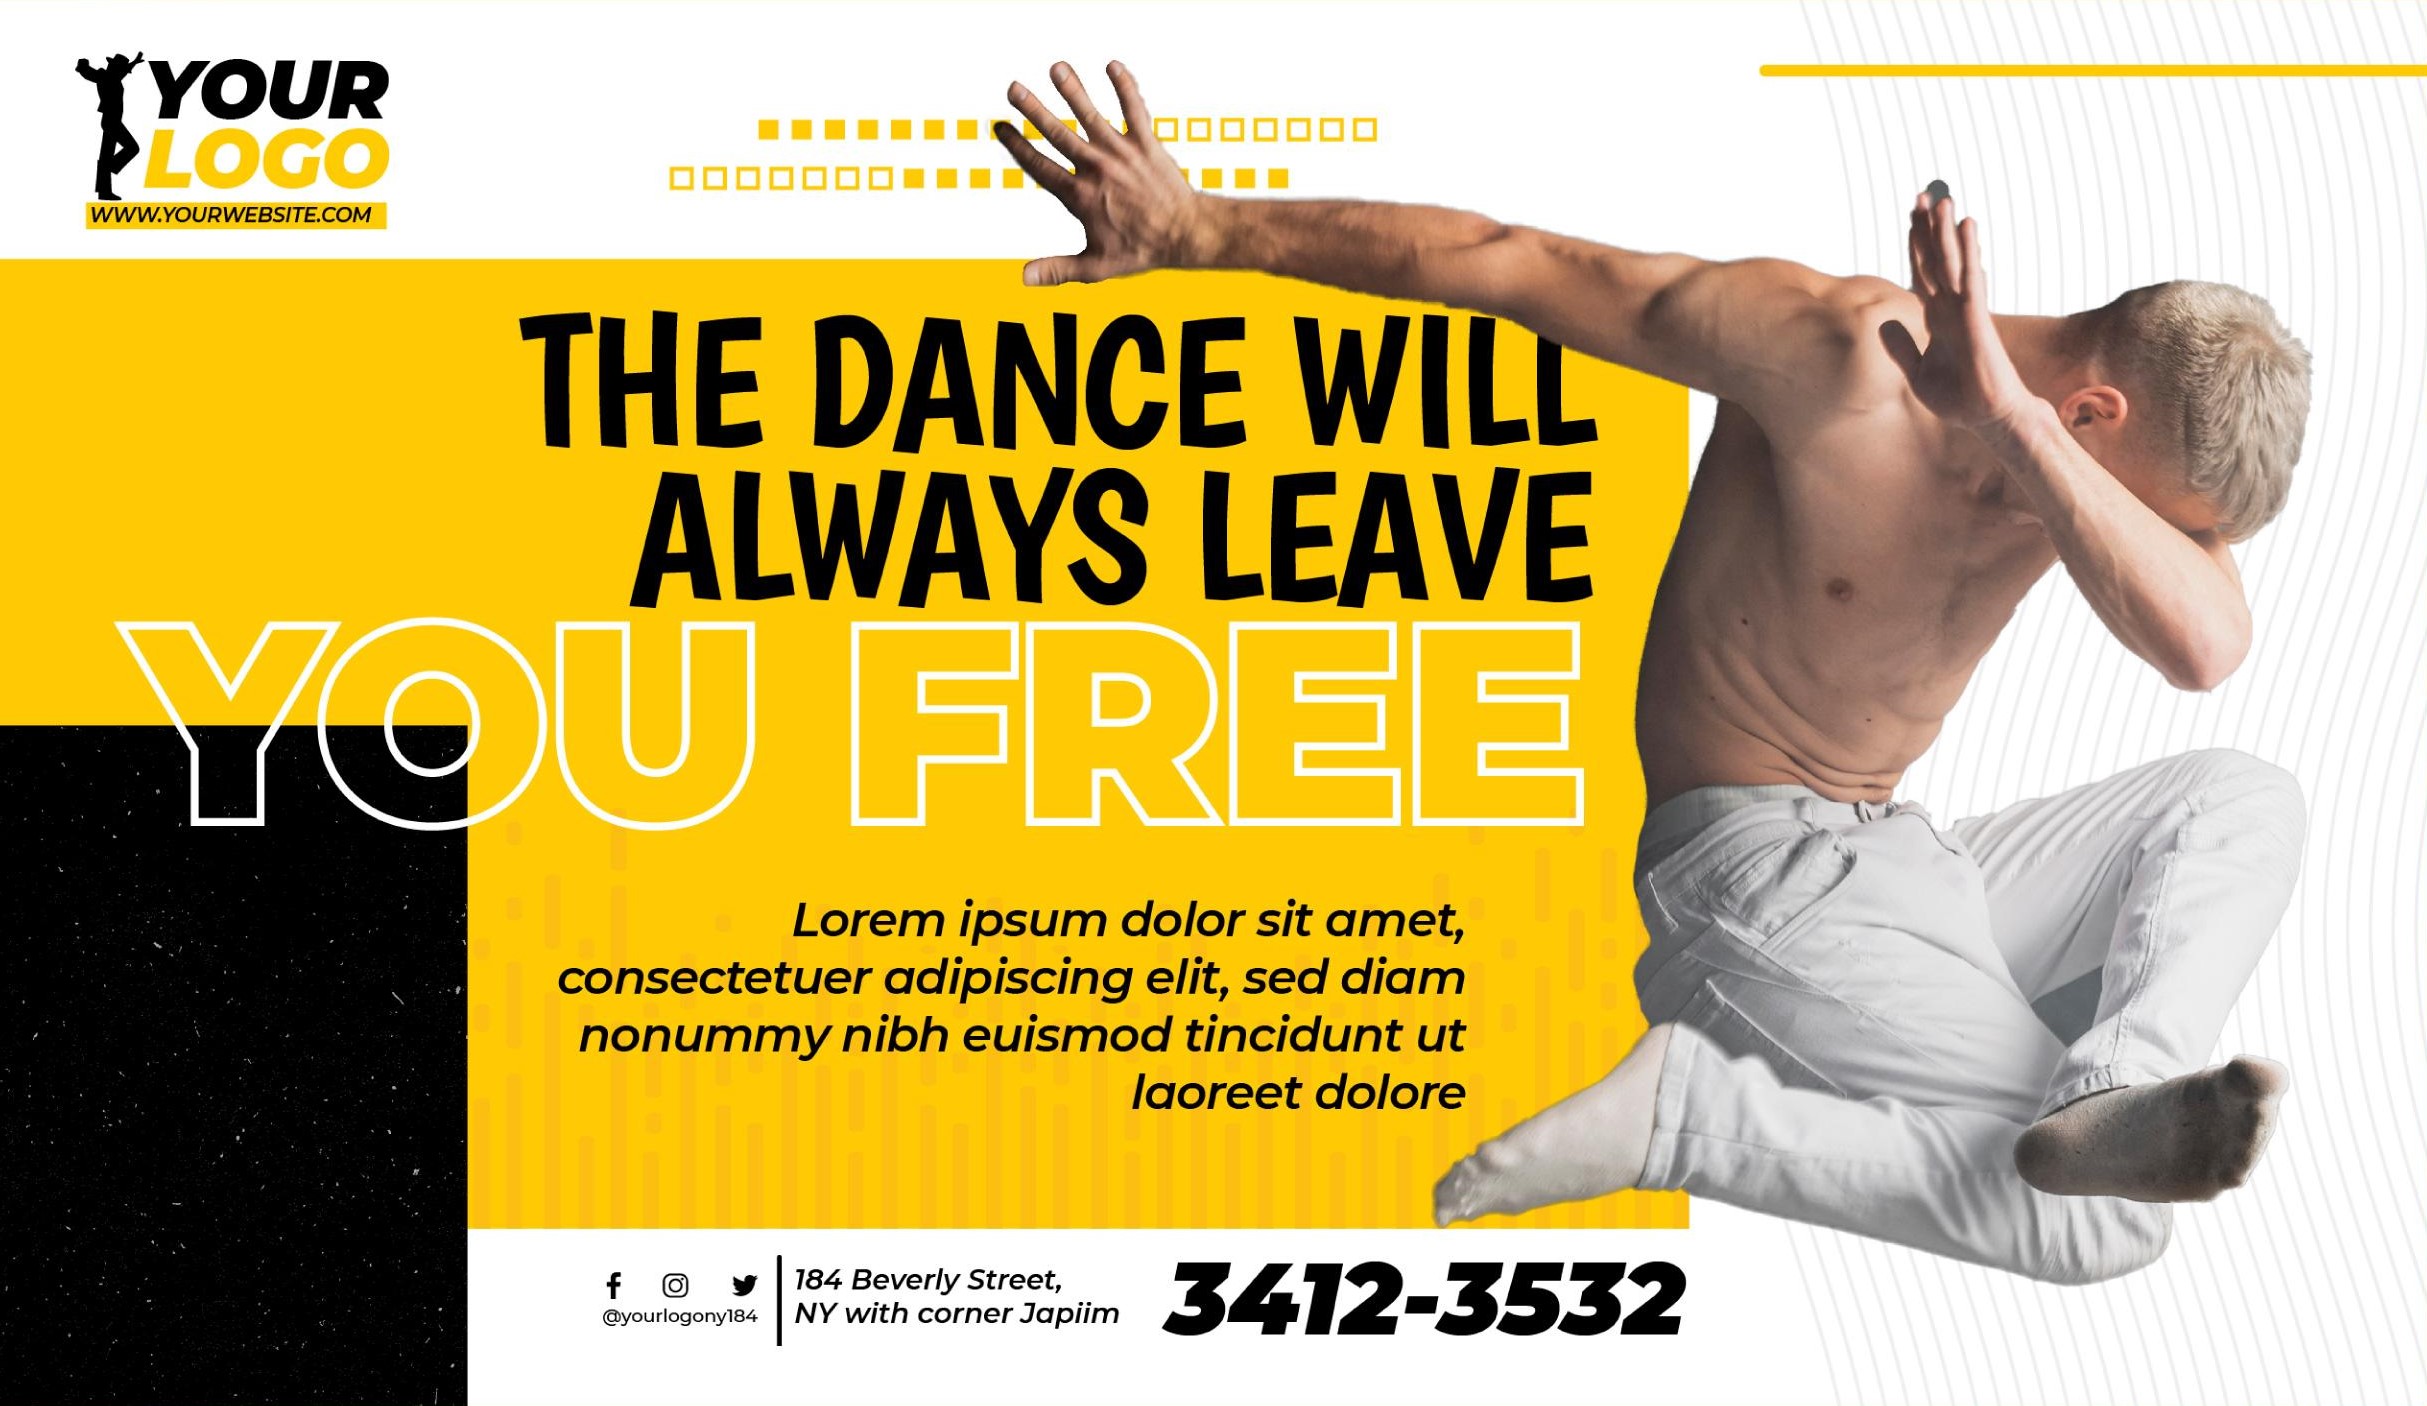 YOUR
LOGO
WWW.YOURWEBSITE.COM
THE DANCE WILL
ALWAYS LEAVE
YOU FREE
Lorem ipsum dolor sit amet,
consectetuer adipiscing elit, sed diam
nonummy nibh euismod tincidunt ut
laoreet dolore
@yourlogony184
184 Beverly Street,
NY with corner Japiim
3412-3532